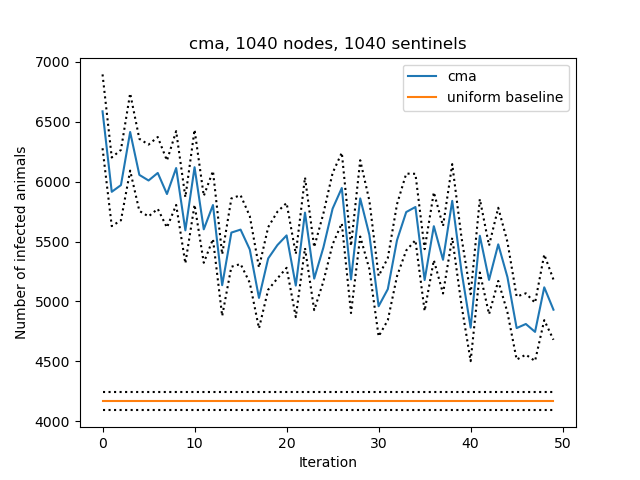 cma, 1040 nodes, 1040 sentinels
cma
uniform baseline
Number of infected animals
7000
6500
6000
5500
5000
4500
4000
0
10
20
30
40
50
Iteration